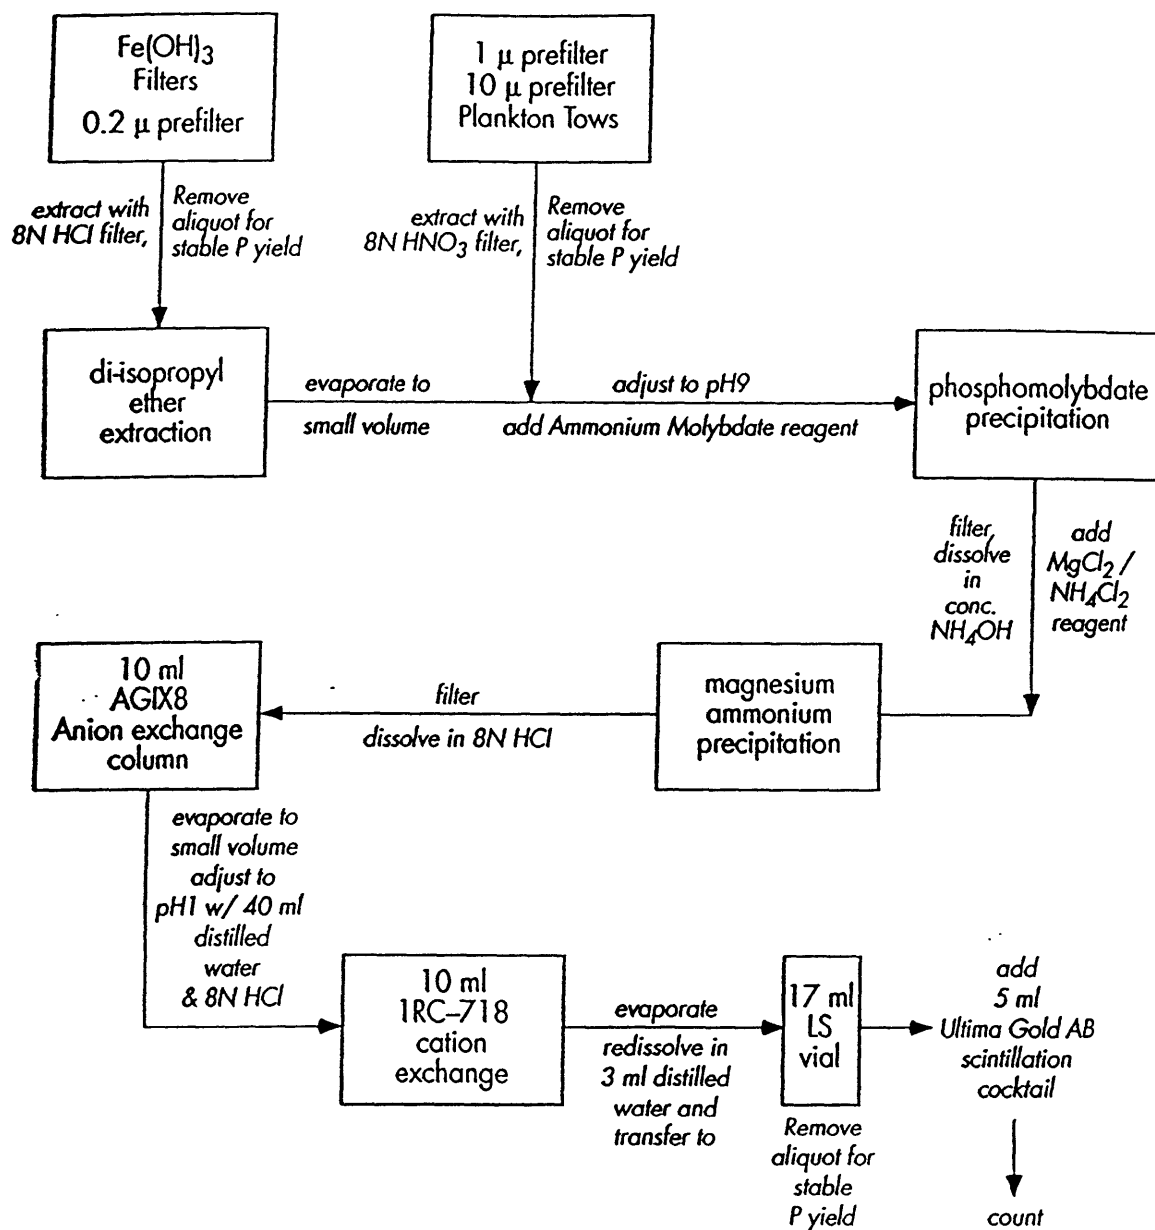 Fe(OH)3
Filters
0.2 µ prefilter
1 µ prefilter
10 µ prefilter
Plankton Tows
extract with
8N HCl filter,
Remove
aliquot for
stable P yield
extract with
8N HNO3 filter,
Remove
aliquot for
stable P yield
di-isopropyl
ether
extraction
evaporate to
small volume
adjust to pH9
add Ammonium Molybdate reagent
phosphomolybdate
precipitation
filter,
dissolve
in
conc.
NH4OH
add
MgCl2 /
NH4Cl2
reagent
magnesium
ammonium
precipitation
filter
dissolve in 8N HCl
10 ml
AGIX8
Anion exchange
column
evaporate to
small volume
adjust to
pH1 w/ 40 ml
distilled
water
& 8N HCl
10 ml
1RC–718
cation
exchange
evaporate
redissolve in
3 ml distilled
water and
transfer to
17 ml
LS
vial
Remove
aliquot for
stable
P yield
add
5 ml
Ultima Gold AB
scintillation
cocktail
count